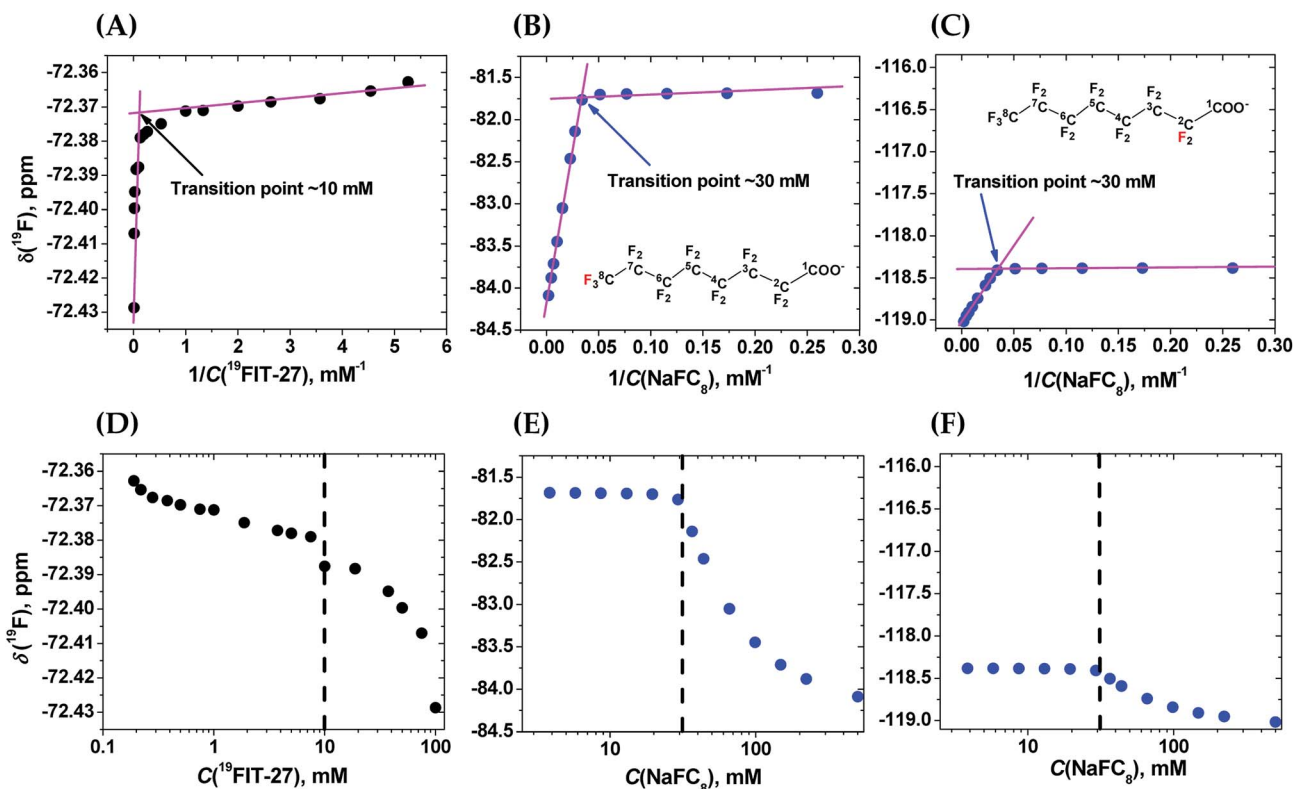 (A)
-72.36
-72.37
-72.38
-72.39
-72.40
-72.41
-72.42
-72.43
δ(¹⁹F), ppm
Transition point ~10 mM
0 1 2 3 4 5
1/C(¹⁹FIT-27), mM⁻¹
(B)
-81.5
-82.0
-82.5
-83.0
-83.5
-84.0
-84.5
Transition point ~30 mM
F₂ F₂ F₂
F₃⁸C ⁷C ⁶C ⁵C ⁴C ³C ²C ¹COO⁻
F₂ F₂ F₂
0.00 0.05 0.10 0.15 0.20 0.25 0.30
1/C(NaFC₈), mM⁻¹
(C)
-116.0
-116.5
-117.0
-117.5
-118.0
-118.5
-119.0
F₂ F₂ F₂
F₃⁸C ⁷C ⁶C ⁵C ⁴C ³C ²C ¹COO⁻
F₂ F₂ F₂
Transition point ~30 mM
0.00 0.05 0.10 0.15 0.20 0.25 0.30
1/C(NaFC₈), mM⁻¹
(D)
-72.36
-72.37
-72.38
-72.39
-72.40
-72.41
-72.42
-72.43
δ(¹⁹F), ppm
0.1 1 10 100
C(¹⁹FIT-27), mM
(E)
-81.5
-82.0
-82.5
-83.0
-83.5
-84.0
-84.5
10 100
C(NaFC₈), mM
(F)
-116.0
-116.5
-117.0
-117.5
-118.0
-118.5
-119.0
10 100
C(NaFC₈), mM